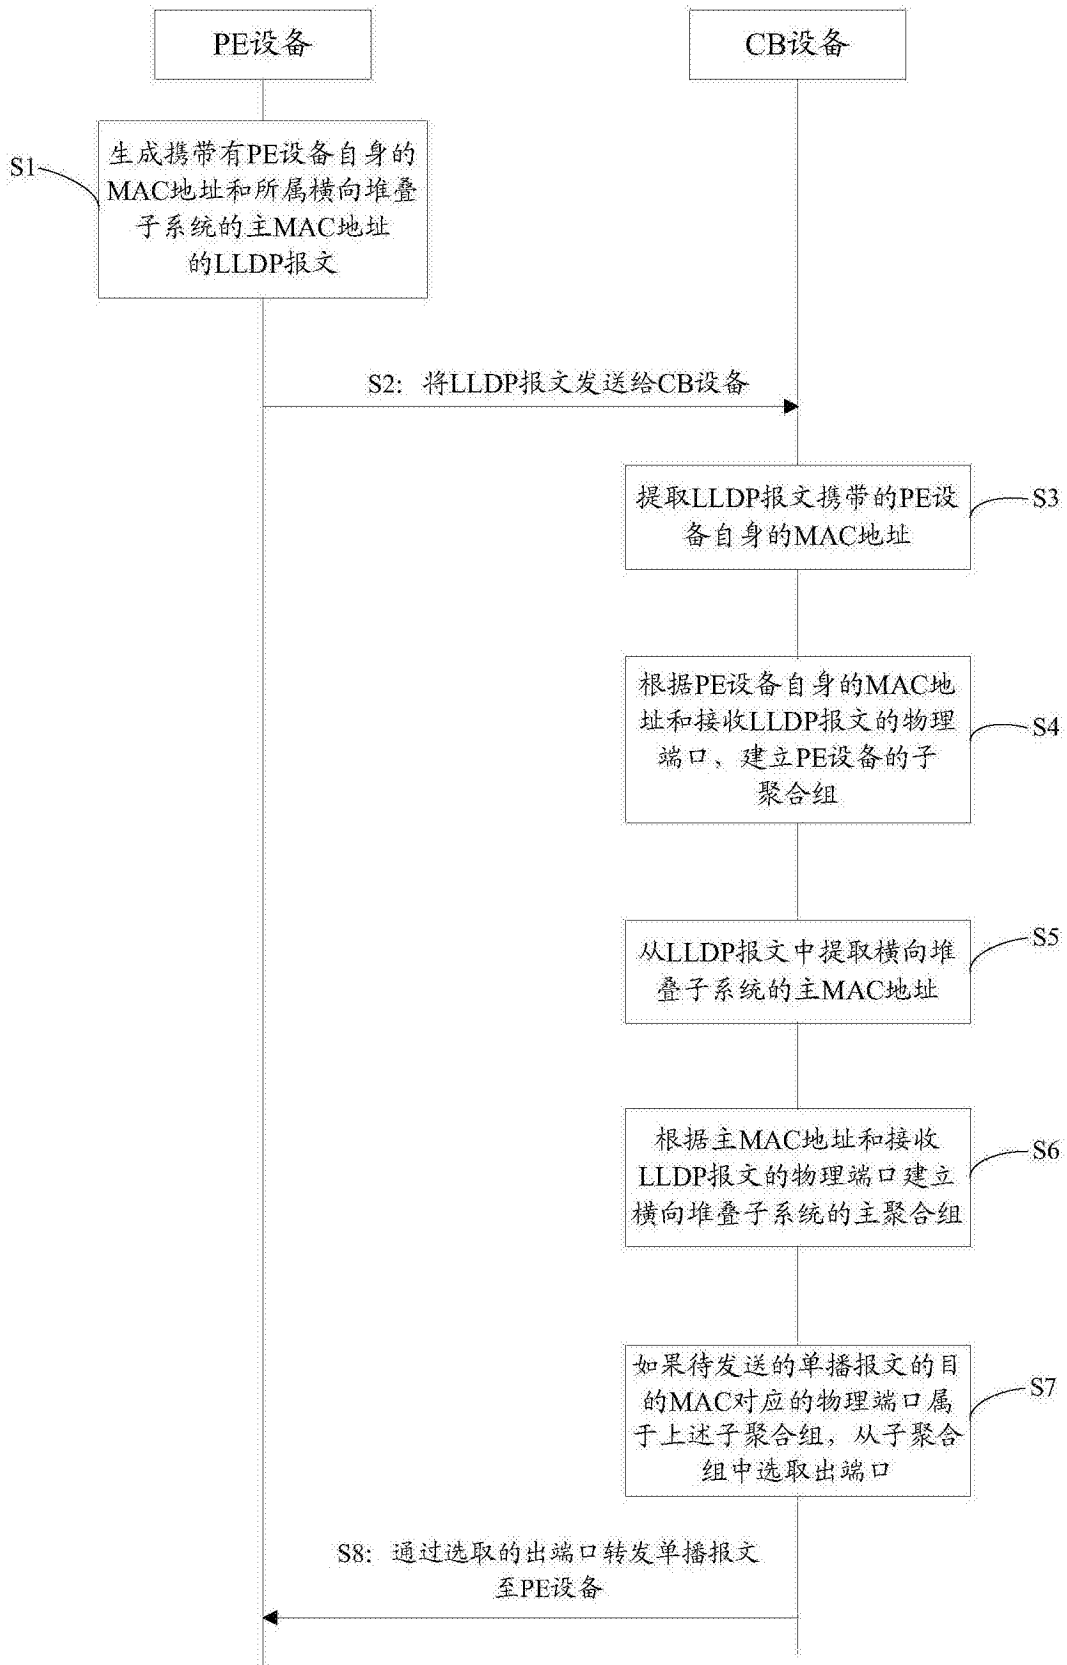 PE设备
CB设备
S1
生成携带有PE设备自身的
MAC地址和所属横向堆叠
子系统的主MAC地址
的LLDP报文
S2：将LLDP报文发送给CB设备
提取LLDP报文携带的PE设
备自身的MAC地址
S3
根据PE设备自身的MAC地
址和接收LLDP报文的物理
端口、建立PE设备的子
聚合组
S4
从LLDP报文中提取横向堆
叠子系统的主MAC地址
S5
根据主MAC地址和接收
LLDP报文的物理端口建立
横向堆叠子系统的主聚合组
S6
如果待发送的单播报文的目
的MAC对应的物理端口属
于上述子聚合组，从子聚合
组中选取出端口
S7
S8：通过选取的出端口转发单播报文
至PE设备